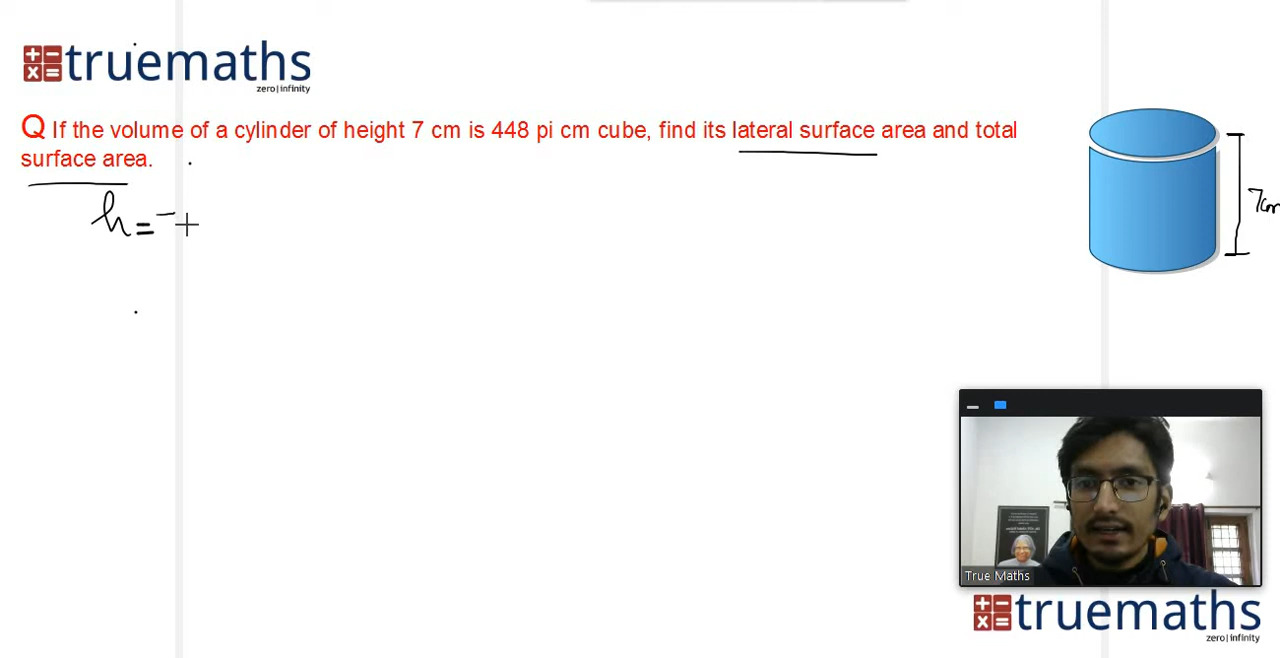 truemaths
zero|infinity
Q If the volume of a cylinder of height 7 cm is 448 pi cm cube, find its lateral surface area and total
surface area.
h =
7cm
True Maths
truemaths
zero|infinity